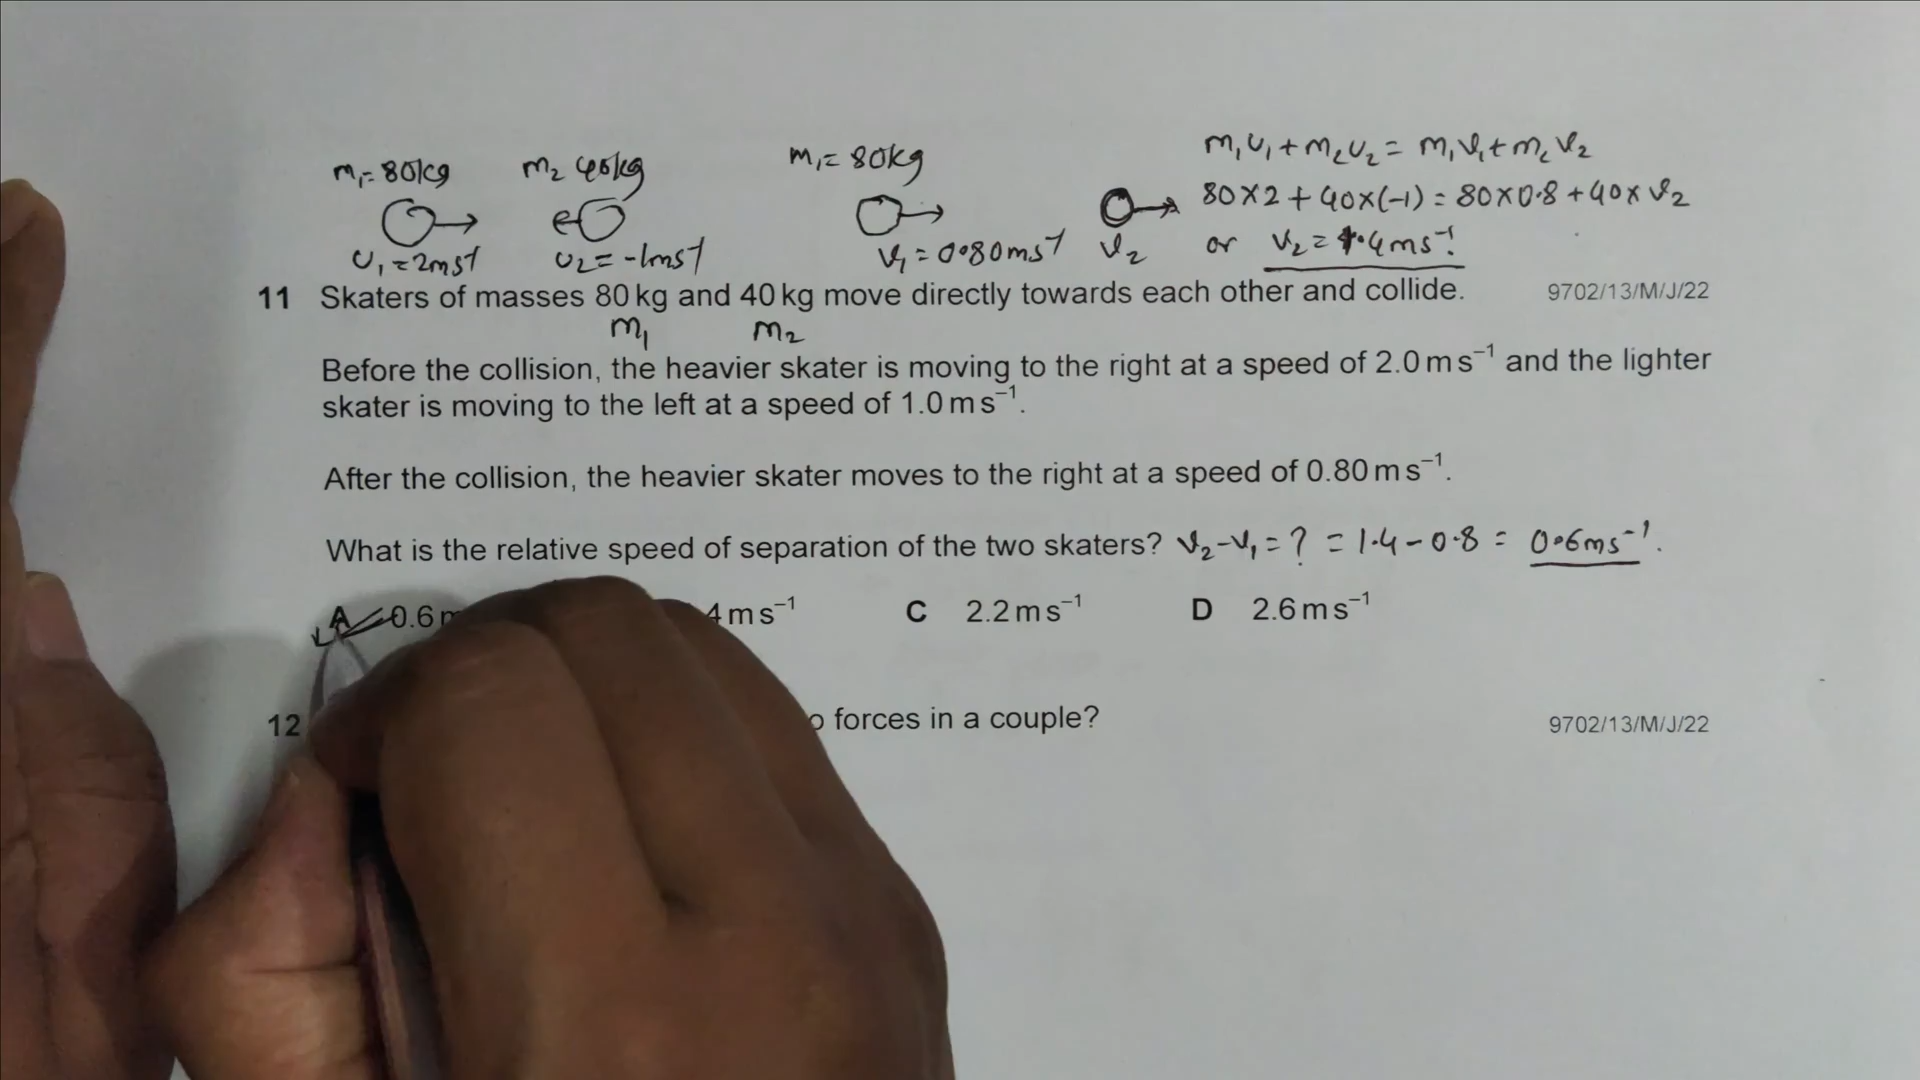 m₁=80kg m₂ 40kg m₁=80kg m₁u₁+m₂u₂=m₁v₁+m₂v₂
80×2+40×(-1)=80×0.8+40×v₂
u₁=2ms⁻¹ u₂=-1ms⁻¹ v₁=0.80ms⁻¹ v₂ or v₂=1.4ms⁻¹
11 Skaters of masses 80 kg and 40 kg move directly towards each other and collide. 9702/13/M/J/22
m₁ m₂
Before the collision, the heavier skater is moving to the right at a speed of 2.0 m s⁻¹ and the lighter
skater is moving to the left at a speed of 1.0 m s⁻¹.
After the collision, the heavier skater moves to the right at a speed of 0.80 m s⁻¹.
What is the relative speed of separation of the two skaters? v₂-v₁=? = 1.4-0.8 = 0.6ms⁻¹.
A 0.6 4 m s⁻¹ C 2.2 m s⁻¹ D 2.6 m s⁻¹
12 forces in a couple? 9702/13/M/J/22